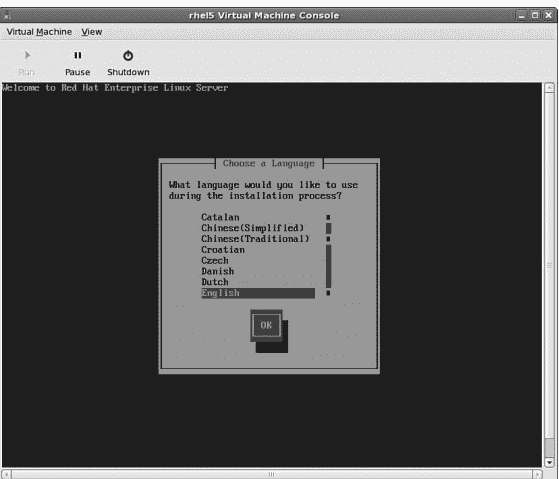 rhel5 Virtual Machine Console
Virtual Machine View
Run Pause Shutdown
Welcome to Red Hat Enterprise Linux Server
Choose a Language
What language would you like to use
during the installation process?
Catalan
Chinese(Simplified)
Chinese(Traditional)
Croatian
Czech
Danish
Dutch
English
OK